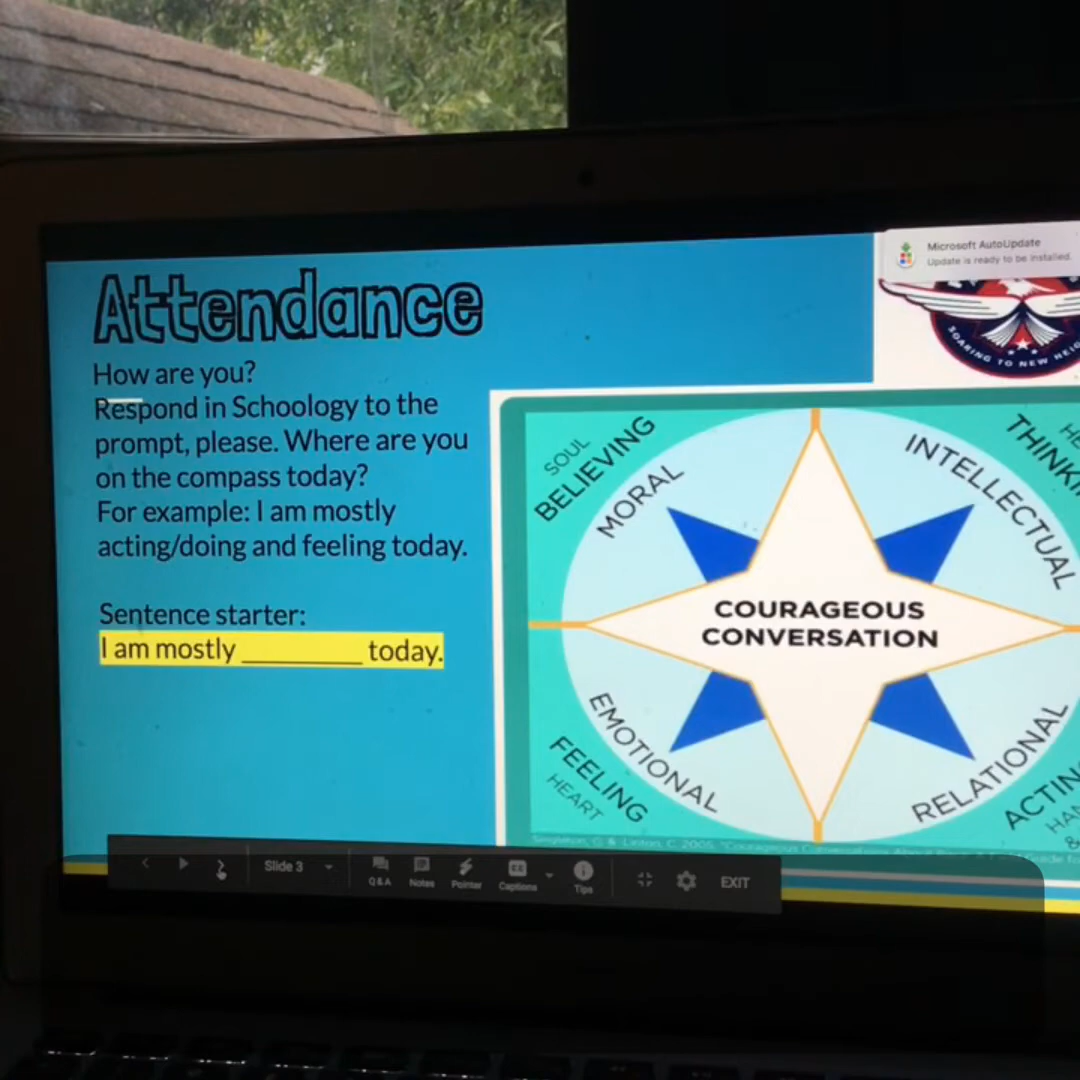 Attendance
How are you?
Respond in Schoology to the
prompt, please. Where are you
on the compass today?
For example: I am mostly
acting/doing and feeling today.
Sentence starter:
I am mostly ________ today.
Microsoft AutoUpdate
Update is ready to be installed.
SOARING TO NEW
SOUL
BELIEVING
MORAL
INTELLECTUAL
COURAGEOUS
CONVERSATION
EMOTIONAL
FEELING
HEART
RELATIONAL
Slide 3
Q&A
Notes
Pointer
Captions
Tips
EXIT